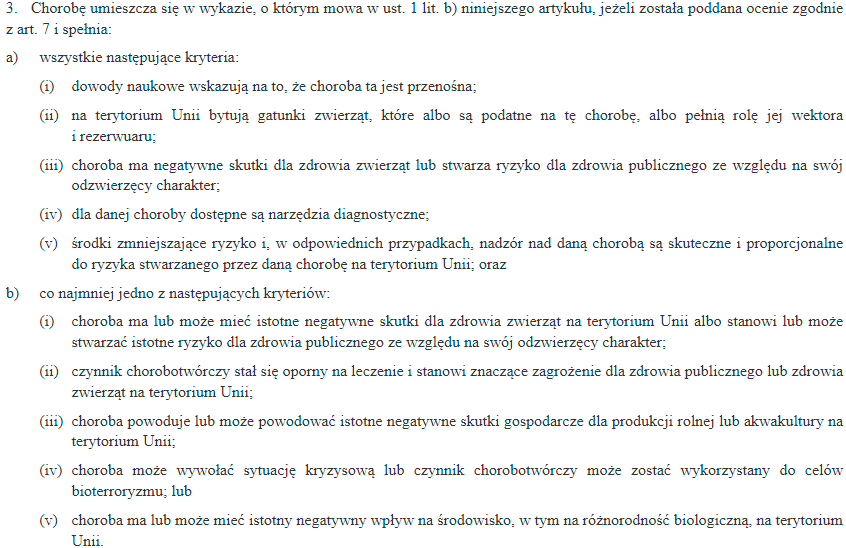 3. Chorobę umieszcza się w wykazie, o którym mowa w ust. 1 lit. b) niniejszego artykułu, jeżeli została poddana ocenie zgodnie
z art. 7 i spełnia:
a) wszystkie następujące kryteria:
(i) dowody naukowe wskazują na to, że choroba ta jest przenośna;
(ii) na terytorium Unii bytują gatunki zwierząt, które albo są podatne na tę chorobę, albo pełnią rolę jej wektora
i rezerwuaru;
(iii) choroba ma negatywne skutki dla zdrowia zwierząt lub stwarza ryzyko dla zdrowia publicznego ze względu na swój
odzwierzęcy charakter;
(iv) dla danej choroby dostępne są narzędzia diagnostyczne;
(v) środki zmniejszające ryzyko i, w odpowiednich przypadkach, nadzór nad daną chorobą są skuteczne i proporcjonalne
do ryzyka stwarzanego przez daną chorobę na terytorium Unii; oraz
b) co najmniej jedno z następujących kryteriów:
(i) choroba ma lub może mieć istotne negatywne skutki dla zdrowia zwierząt na terytorium Unii albo stanowi lub może
stwarzać istotne ryzyko dla zdrowia publicznego ze względu na swój odzwierzęcy charakter;
(ii) czynnik chorobotwórczy stał się oporny na leczenie i stanowi znaczące zagrożenie dla zdrowia publicznego lub zdrowia
zwierząt na terytorium Unii;
(iii) choroba powoduje lub może powodować istotne negatywne skutki gospodarcze dla produkcji rolnej lub akwakultury na
terytorium Unii;
(iv) choroba może wywołać sytuację kryzysową lub czynnik chorobotwórczy może zostać wykorzystany do celów
bioterroryzmu; lub
(v) choroba ma lub może mieć istotny negatywny wpływ na środowisko, w tym na różnorodność biologiczną, na terytorium
Unii.